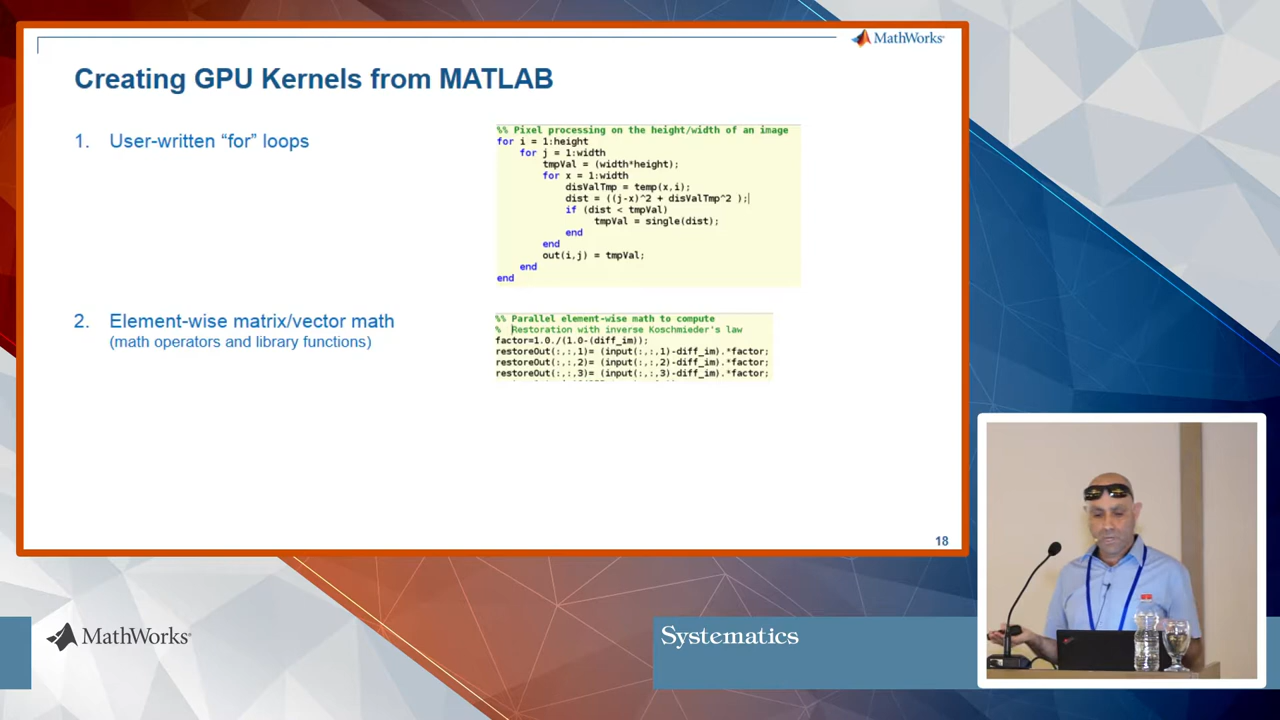 MathWorks®
Creating GPU Kernels from MATLAB
1. User-written “for” loops
%% Pixel processing on the height/width of an image
for i = 1:height
for j = 1:width
tmpVal = (width*height);
for x = 1:width
disValTmp = temp(x,i);
dist = ((j-x)^2 + disValTmp^2 );
if (dist < tmpVal)
tmpVal = single(dist);
end
end
out(i,j) = tmpVal;
end
end
2. Element-wise matrix/vector math
(math operators and library functions)
%% Parallel element-wise math to compute
% Restoration with inverse Koschmieder's law
factor=1.0./(1.0-(diff_im));
restoreOut(:,:,1)= (input(:,:,1)-diff_im).*factor;
restoreOut(:,:,2)= (input(:,:,2)-diff_im).*factor;
restoreOut(:,:,3)= (input(:,:,3)-diff_im).*factor;
18
MathWorks®
Systematics